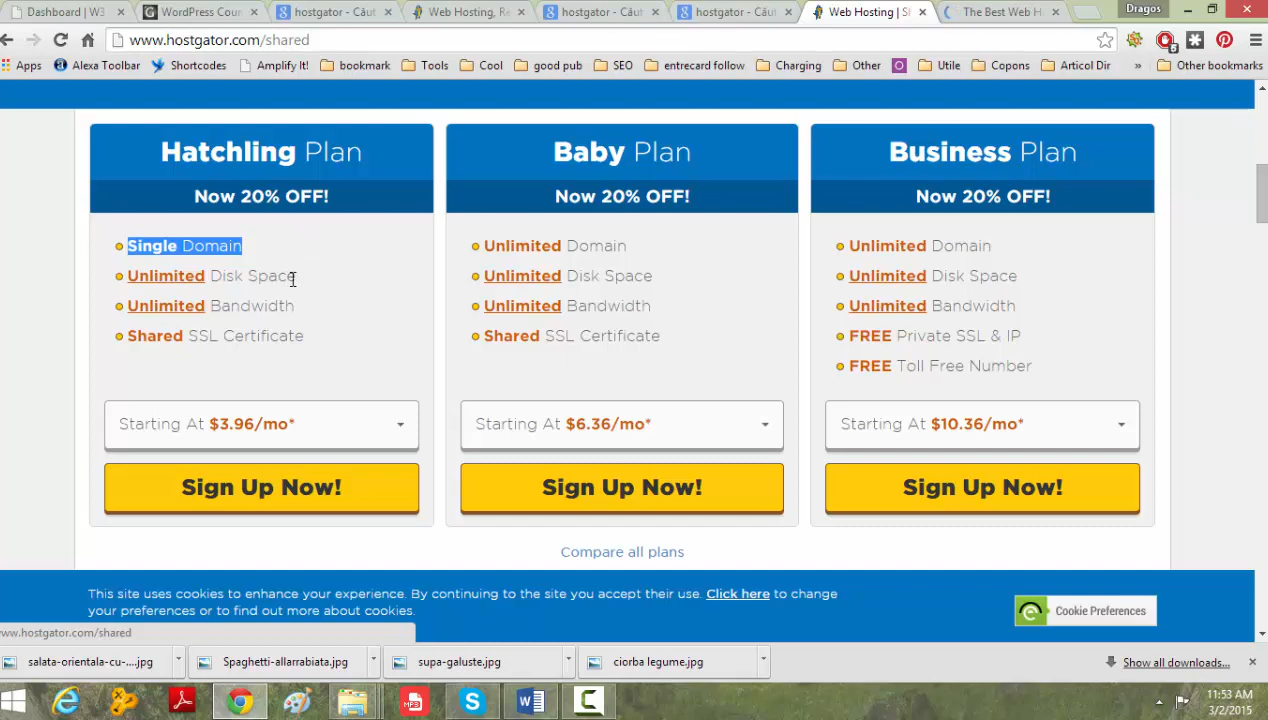 Dashboard | W
WordPress Cour
hostgator - Cău
Web Hosting, Re
hostgator - Cău
hostgator - Cău
Web Hosting | Sh
The Best Web H
Dragos
www.hostgator.com/shared
Apps
Alexa Toolbar
Shortcodes
Amplify It!
bookmark
Tools
Cool
good pub
SEO
entrecard follow
Charging
Other
Utile
Copons
Articol Dir
»
Other bookmarks
Hatchling Plan
Now 20% OFF!
Single Domain
Unlimited Disk Space
Unlimited Bandwidth
Shared SSL Certificate
Starting At $3.96/mo*
Sign Up Now!
Baby Plan
Now 20% OFF!
Unlimited Domain
Unlimited Disk Space
Unlimited Bandwidth
Shared SSL Certificate
Starting At $6.36/mo*
Sign Up Now!
Business Plan
Now 20% OFF!
Unlimited Domain
Unlimited Disk Space
Unlimited Bandwidth
FREE Private SSL & IP
FREE Toll Free Number
Starting At $10.36/mo*
Sign Up Now!
Compare all plans
This site uses cookies to enhance your experience. By continuing to the site you accept their use. Click here to change
your preferences or to find out more about cookies.
Cookie Preferences
www.hostgator.com/shared
salata-orientala-cu-....jpg
Spaghetti-allarrabiata.jpg
supa-galuste.jpg
ciorba legume.jpg
Show all downloads...
11:53 AM
3/2/2015